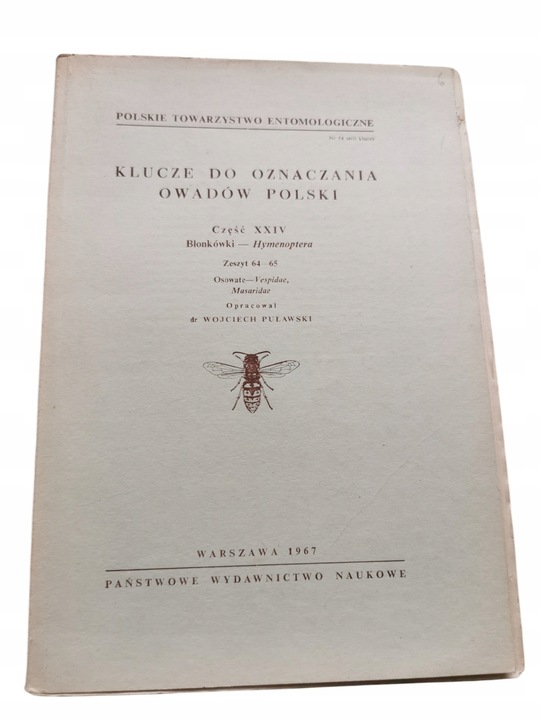 POLSKIE TOWARZYSTWO ENTOMOLOGICZNE
KLUCZE DO OZNACZANIA
OWADÓW POLSKI
Część XXIV
Błonkówki — Hymenoptera
Zeszyt 64—65
Osowate—Vespidae,
Masaridae
Opracował
dr WOJCIECH PUŁAWSKI
WARSZAWA 1967
PAŃSTWOWE WYDAWNICTWO NAUKOWE